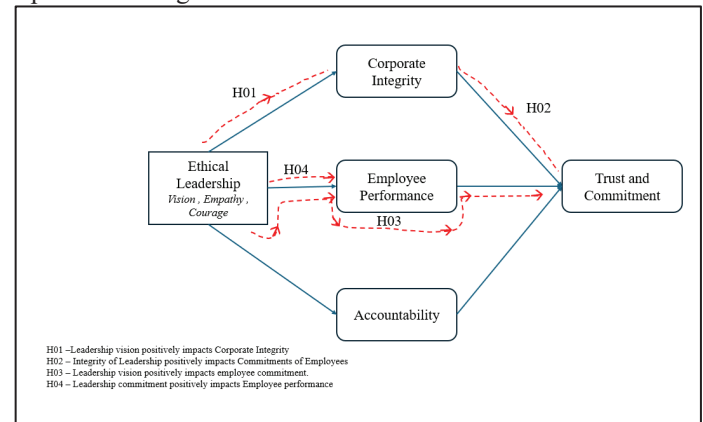 Corporate
Integrity
H01
H02
Ethical
Leadership
Vision , Empathy ,
Courage
H04
Employee
Performance
Trust and
Commitment
H03
Accountability
H01 –Leadership vision positively impacts Corporate Integrity
H02 – Integrity of Leadership positively impacts Commitments of Employees
H03 – Leadership vision positively impacts employee commitment.
H04 – Leadership commitment positively impacts Employee performance